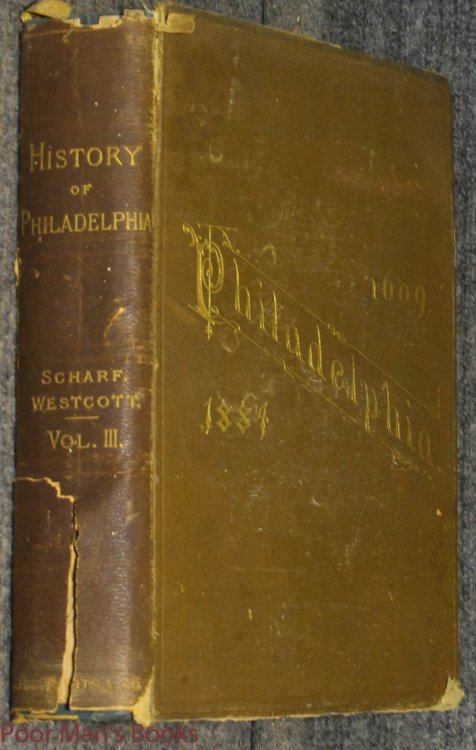 HISTORY
OF
PHILADELPHIA
SCHARF.
WESTCOTT.
VOL. III.
1609
Philadelphia
1884
Poor Man's Books